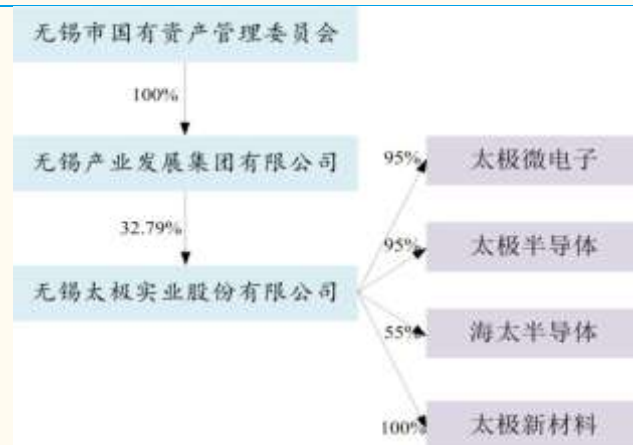 无锡市国有资产管理委员会
100%
无锡产业发展集团有限公司
95%
太极微电子
32.79%
95%
太极半导体
无锡太极实业股份有限公司
55%
海太半导体
100%
太极新材料